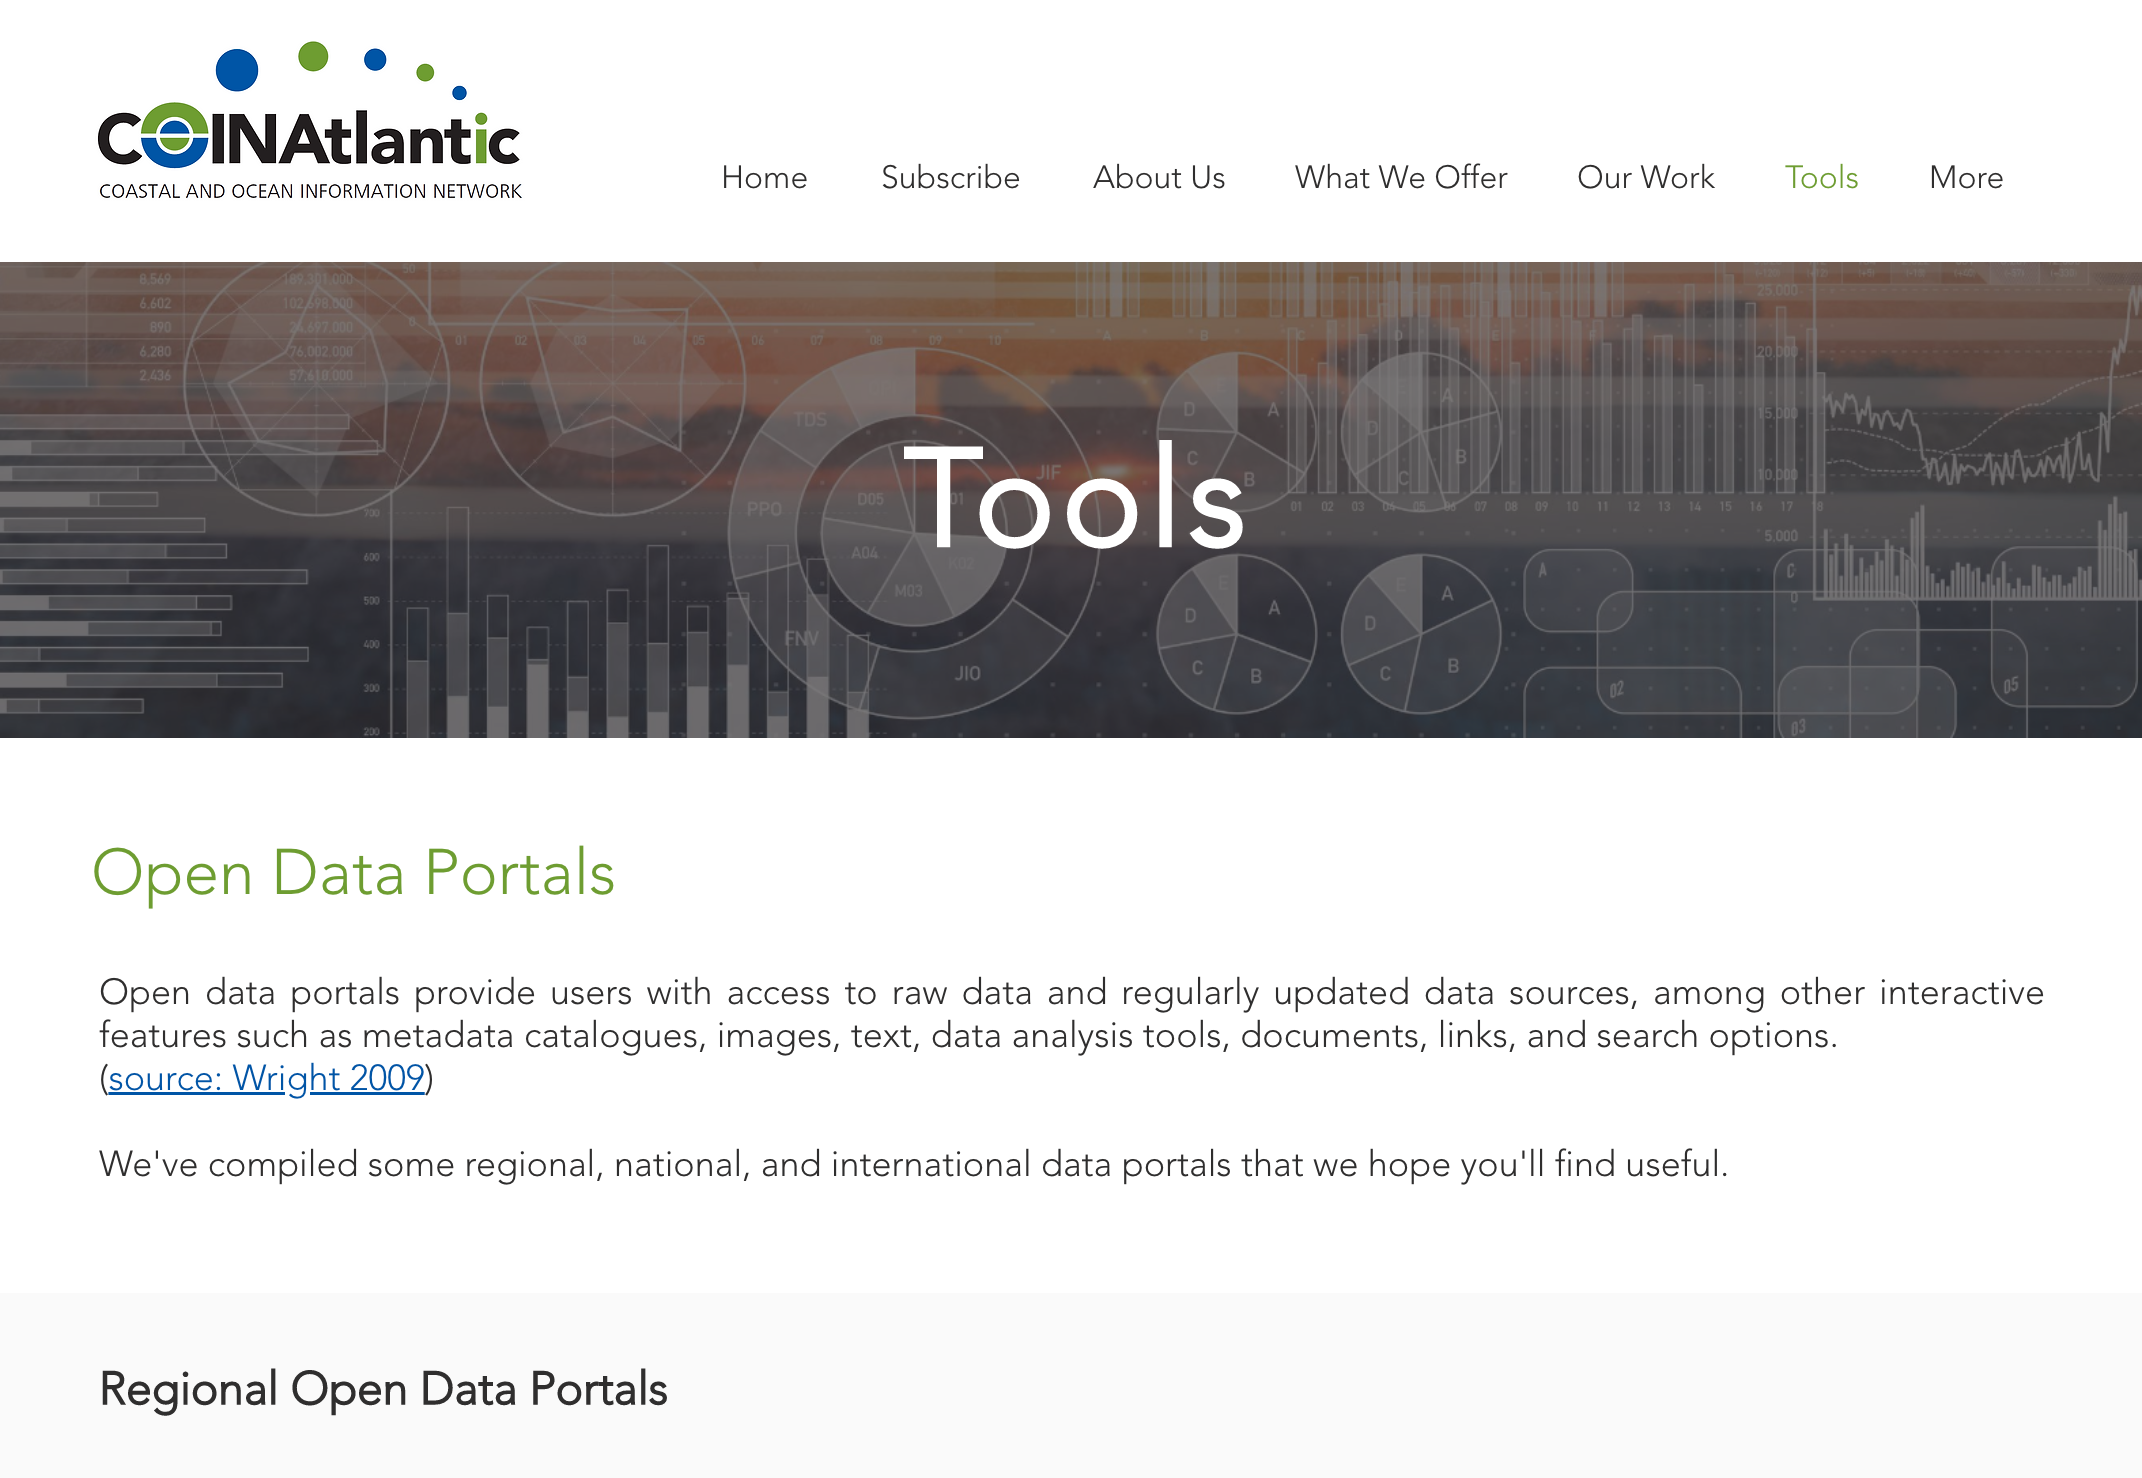 COINAtlantic
COASTAL AND OCEAN INFORMATION NETWORK
Home Subscribe About Us What We Offer Our Work Tools More
Tools
Open Data Portals
Open data portals provide users with access to raw data and regularly updated data sources, among other interactive
features such as metadata catalogues, images, text, data analysis tools, documents, links, and search options.
(source: Wright 2009)
We've compiled some regional, national, and international data portals that we hope you'll find useful.
Regional Open Data Portals